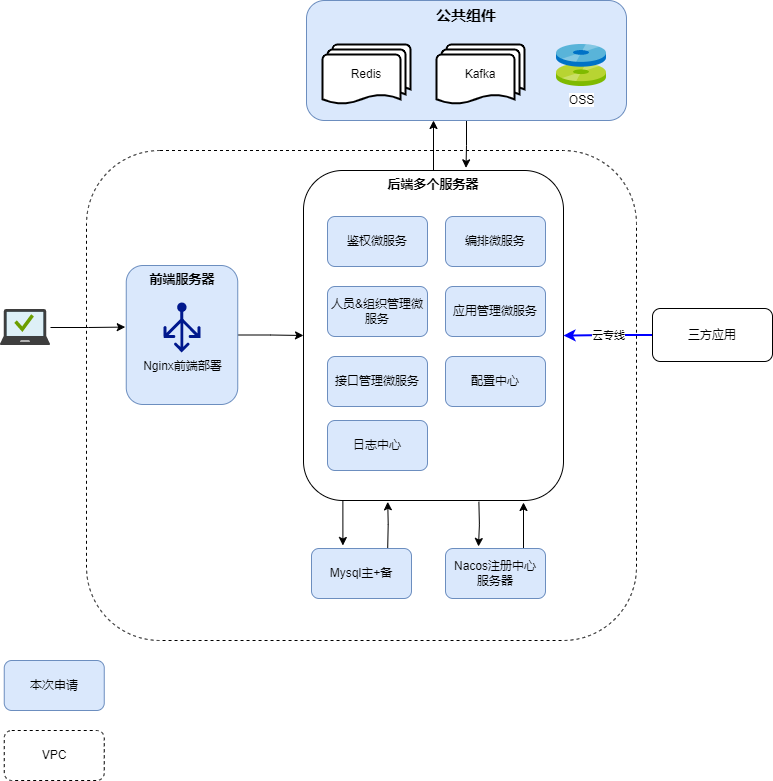 公共组件
Redis
Kafka
OSS
后端多个服务器
鉴权微服务
编排微服务
前端服务器
人员&组织管理微
服务
应用管理微服务
Nginx前端部署
云专线
三方应用
接口管理微服务
配置中心
日志中心
Mysql主+备
Nacos注册中心
服务器
本次申请
VPC